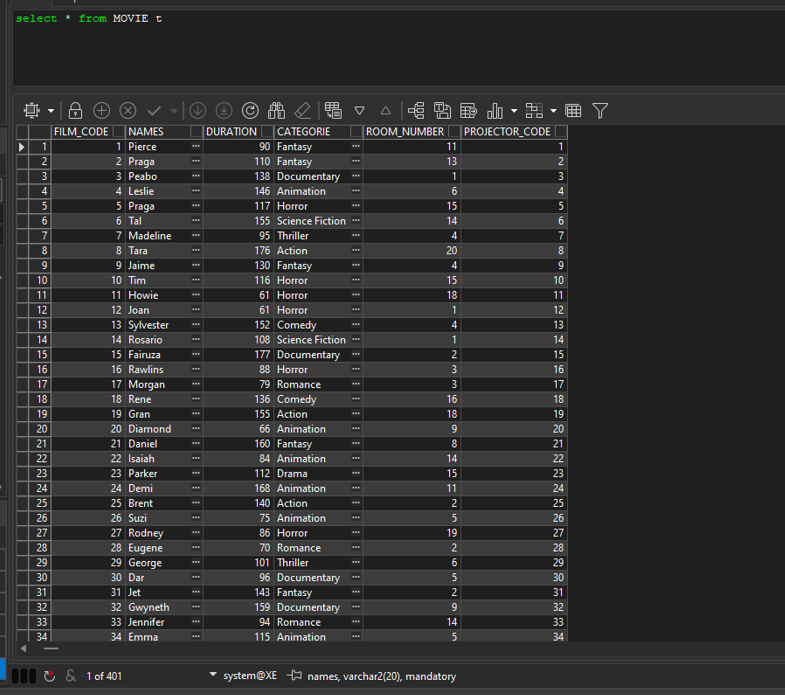 select * from MOVIE t
FILM_CODE NAMES DURATION CATEGORIE ROOM_NUMBER PROJECTOR_CODE
1 1 Pierce ··· 90 Fantasy ··· 11 1
2 2 Praga ··· 110 Fantasy ··· 13 2
3 3 Peabo ··· 138 Documentary ··· 1 3
4 4 Leslie ··· 146 Animation ··· 6 4
5 5 Praga ··· 117 Horror ··· 15 5
6 6 Tal ··· 155 Science Fiction ··· 14 6
7 7 Madeline ··· 95 Thriller ··· 4 7
8 8 Tara ··· 176 Action ··· 20 8
9 9 Jaime ··· 130 Fantasy ··· 4 9
10 10 Tim ··· 116 Horror ··· 15 10
11 11 Howie ··· 61 Horror ··· 18 11
12 12 Joan ··· 61 Horror ··· 1 12
13 13 Sylvester ··· 152 Comedy ··· 4 13
14 14 Rosario ··· 108 Science Fiction ··· 1 14
15 15 Fairuza ··· 177 Documentary ··· 2 15
16 16 Rawlins ··· 88 Horror ··· 3 16
17 17 Morgan ··· 79 Romance ··· 3 17
18 18 Rene ··· 136 Comedy ··· 16 18
19 19 Gran ··· 155 Action ··· 18 19
20 20 Diamond ··· 66 Animation ··· 9 20
21 21 Daniel ··· 160 Fantasy ··· 8 21
22 22 Isaiah ··· 84 Animation ··· 14 22
23 23 Parker ··· 112 Drama ··· 15 23
24 24 Demi ··· 168 Animation ··· 11 24
25 25 Brent ··· 140 Action ··· 2 25
26 26 Suzi ··· 75 Animation ··· 5 26
27 27 Rodney ··· 86 Horror ··· 19 27
28 28 Eugene ··· 70 Romance ··· 2 28
29 29 George ··· 101 Thriller ··· 6 29
30 30 Dar ··· 96 Documentary ··· 5 30
31 31 Jet ··· 143 Fantasy ··· 2 31
32 32 Gwyneth ··· 159 Documentary ··· 9 32
33 33 Jennifer ··· 94 Romance ··· 14 33
34 34 Emma ··· 115 Animation ··· 5 34
& 1 of 401 system@XE names, varchar2(20), mandatory